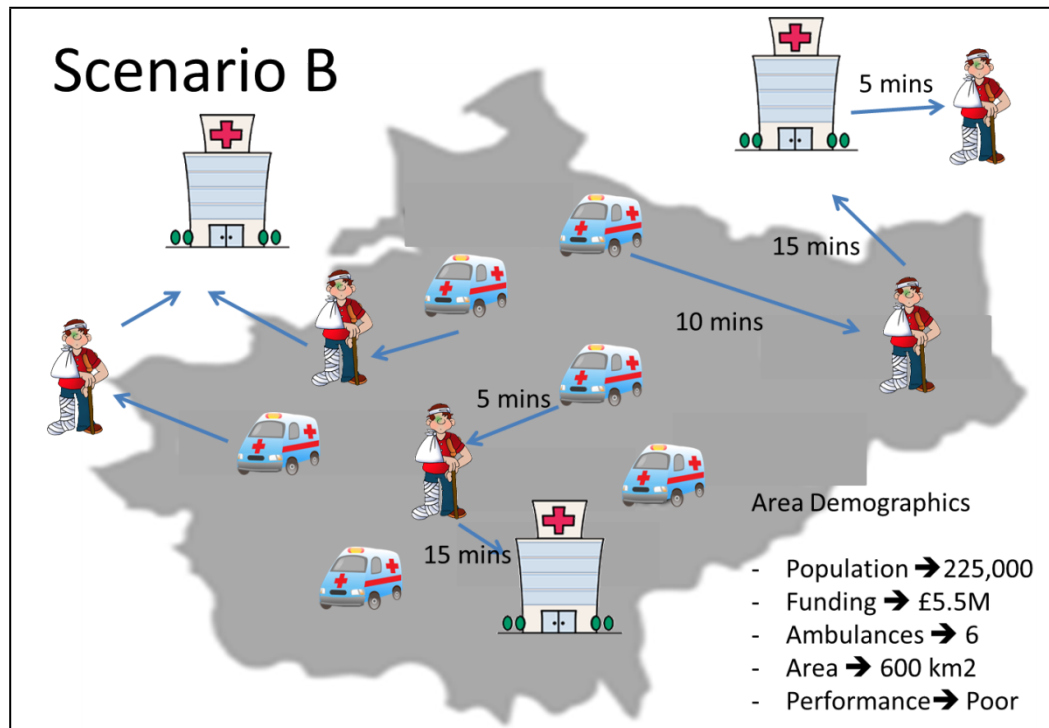 Scenario B
5 mins
15 mins
10 mins
5 mins
15 mins
Area Demographics
- Population ➔225,000
- Funding ➔ £5.5M
- Ambulances ➔ 6
- Area ➔ 600 km2
- Performance➔ Poor